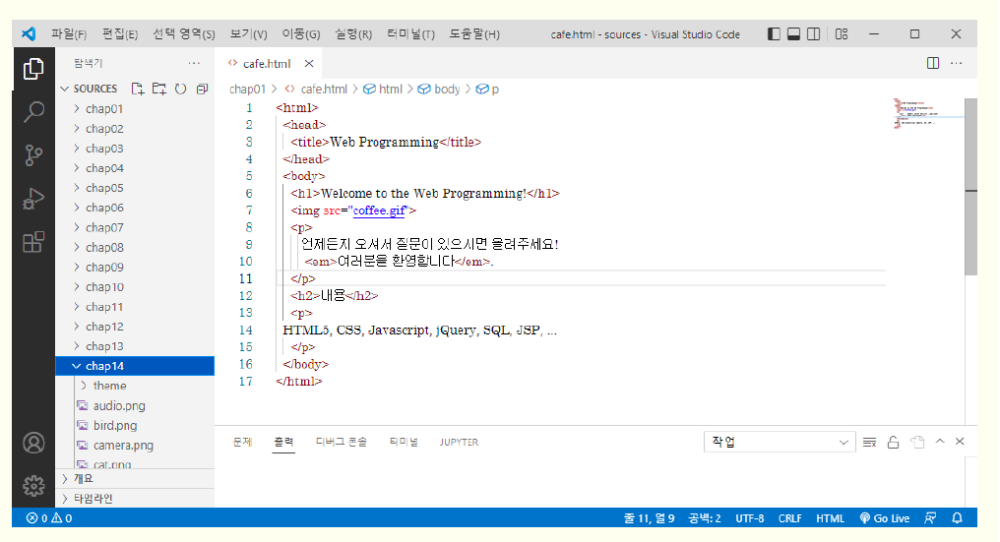 파일(F) 편집(E) 선택 영역(S) 보기(V) 이동(G) 실행(R) 터미널(T) 도움말(H) cafe.html - sources - Visual Studio Code
탐색기
SOURCES
chap01
chap02
chap03
chap04
chap05
chap06
chap07
chap08
chap09
chap10
chap11
chap12
chap13
chap14
theme
audio.png
bird.png
camera.png
cat.png
개요
타임라인
cafe.html
chap01 > cafe.html > html > body > p
1 <html>
2 <head>
3 <title>Web Programming</title>
4 </head>
5 <body>
6 <h1>Welcome to the Web Programming!</h1>
7 <img src="coffee.gif">
8 <p>
9 언제든지 오셔서 질문이 있으시면 올려주세요!
10 <em>여러분을 환영합니다</em>.
11 </p>
12 <h2>내용</h2>
13 <p>
14 HTML5, CSS, Javascript, jQuery, SQL, JSP, ...
15 </p>
16 </body>
17 </html>
문제 출력 디버그 콘솔 터미널 JUPYTER 작업
0 0 줄 11, 열 9 공백: 2 UTF-8 CRLF HTML Go Live